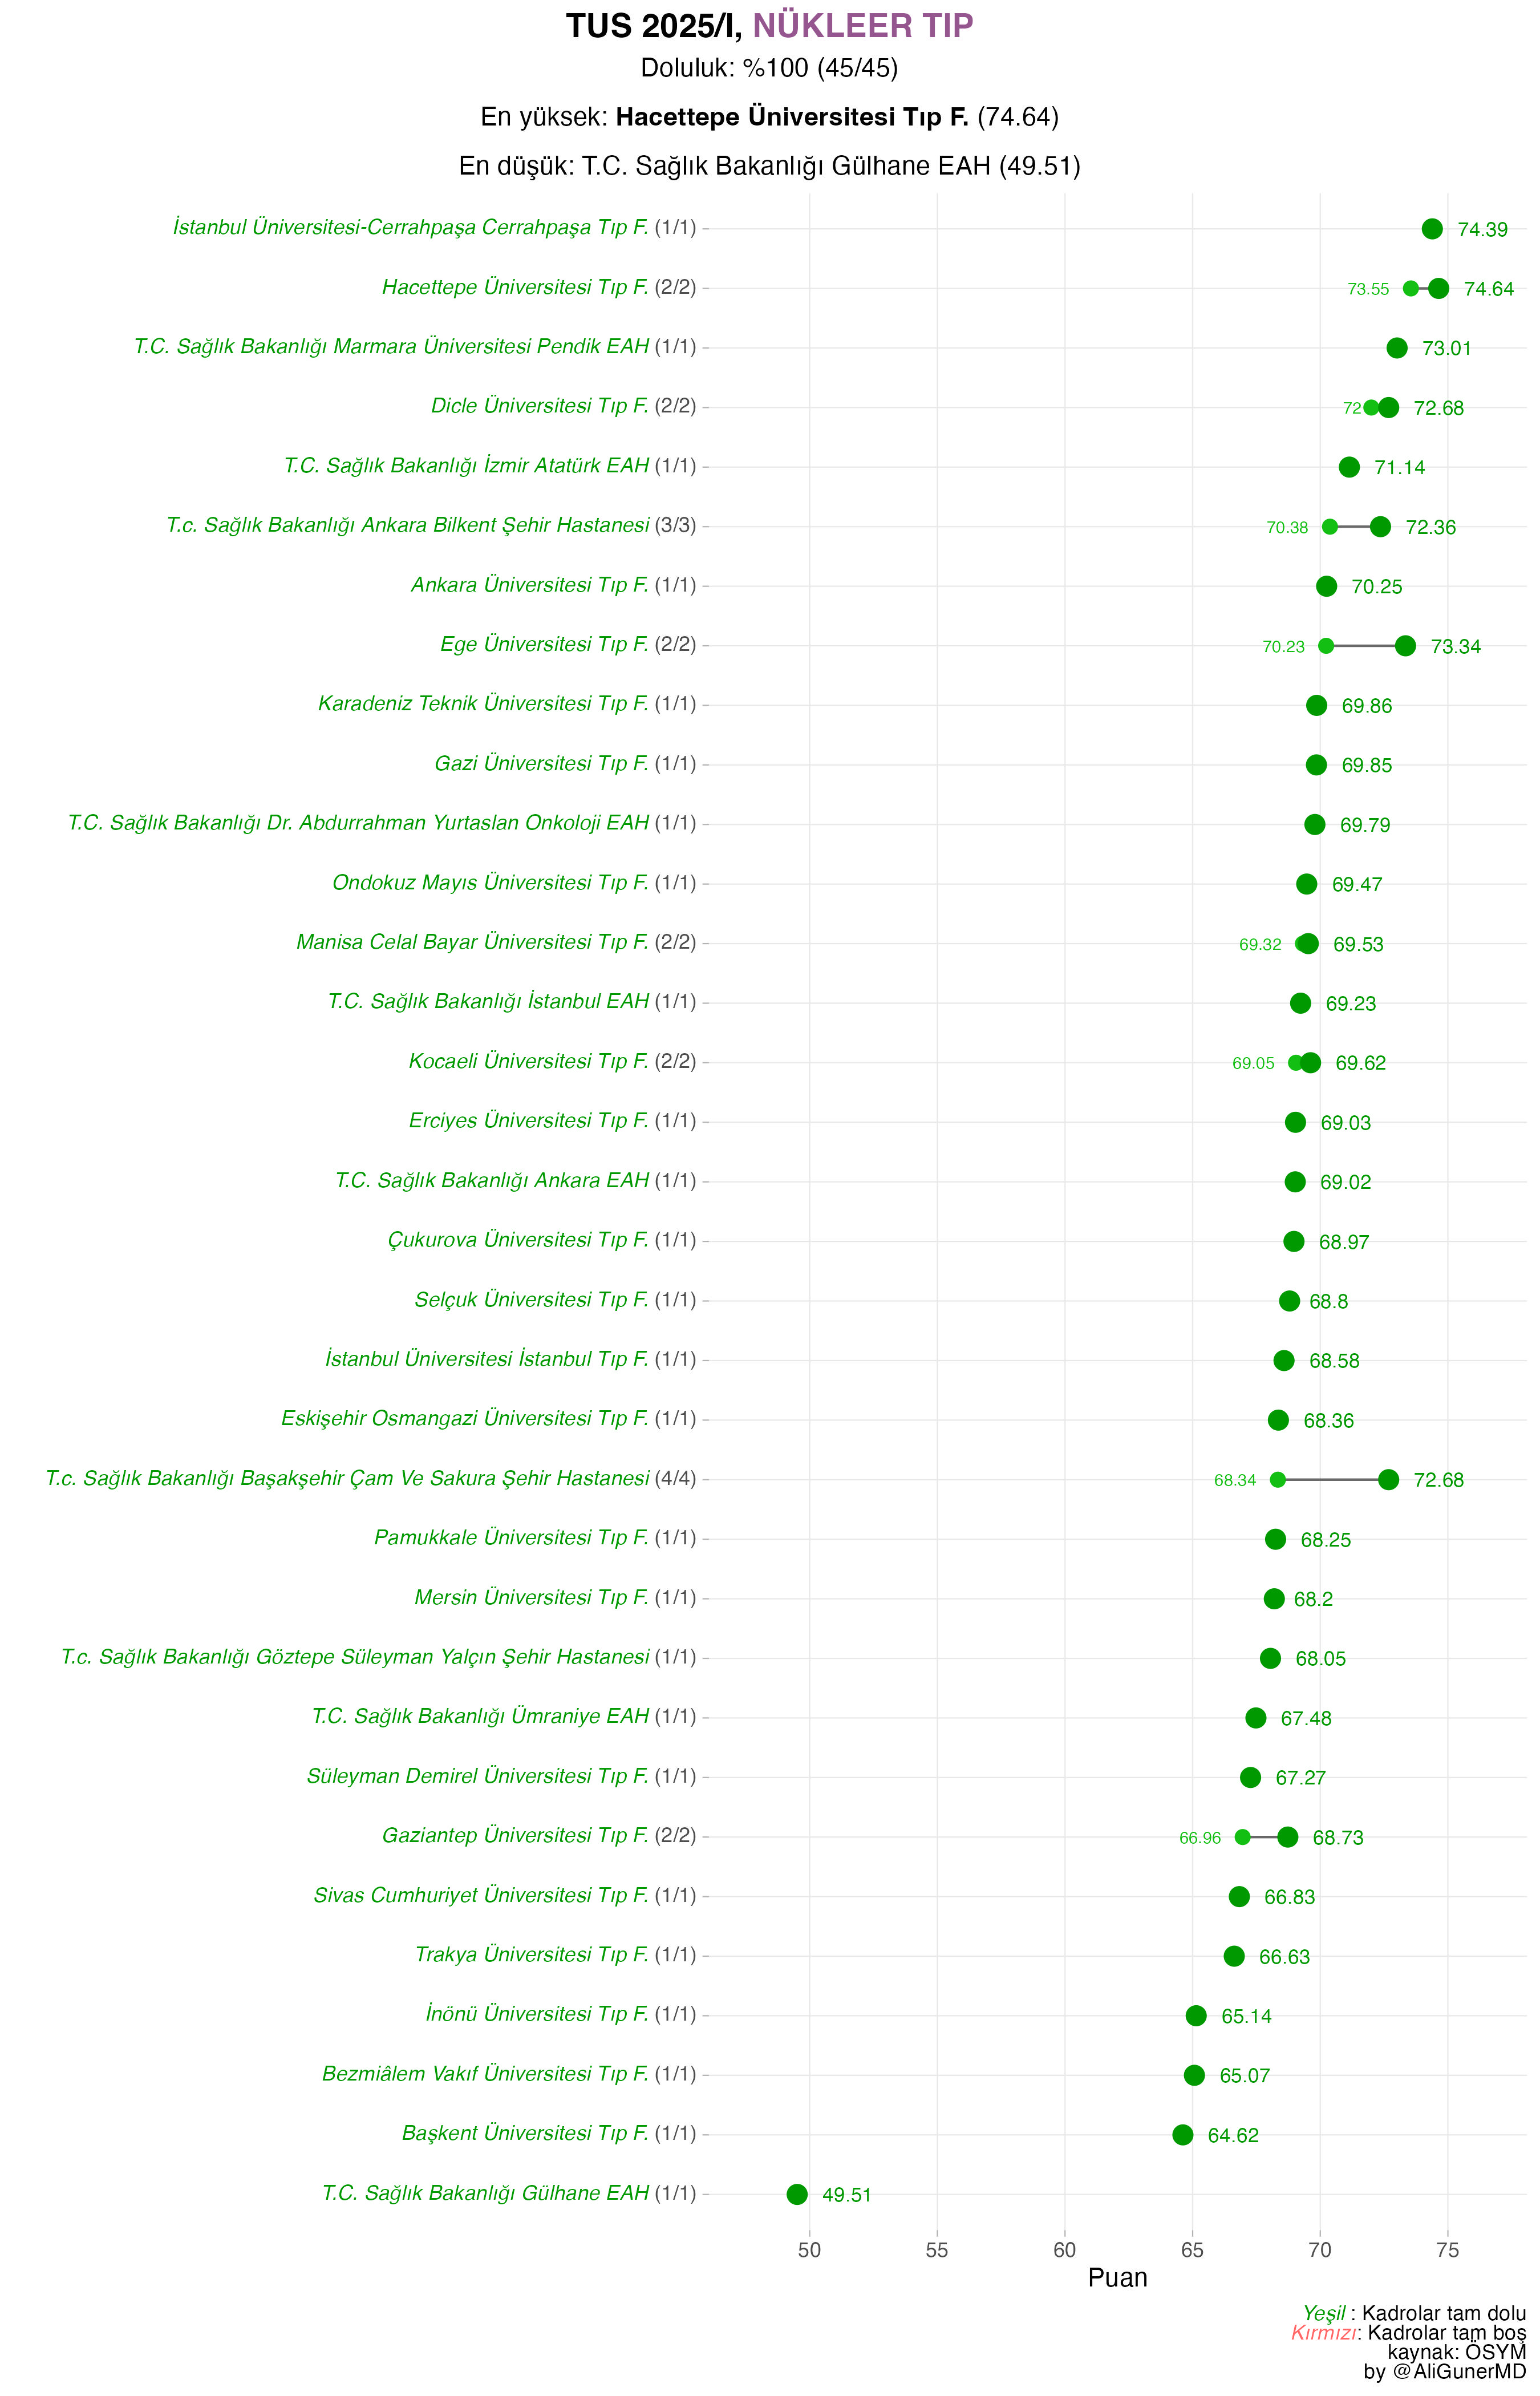 TUS 2025/I, NÜKLEER TIP
Doluluk: %100 (45/45)
En yüksek: Hacettepe Üniversitesi Tıp F. (74.64)
En düşük: T.C. Sağlık Bakanlığı Gülhane EAH (49.51)
İstanbul Üniversitesi-Cerrahpaşa Cerrahpaşa Tıp F. (1/1) 74.39
Hacettepe Üniversitesi Tıp F. (2/2) 73.55 74.64
T.C. Sağlık Bakanlığı Marmara Üniversitesi Pendik EAH (1/1) 73.01
Dicle Üniversitesi Tıp F. (2/2) 72 72.68
T.C. Sağlık Bakanlığı İzmir Atatürk EAH (1/1) 71.14
T.c. Sağlık Bakanlığı Ankara Bilkent Şehir Hastanesi (3/3) 70.38 72.36
Ankara Üniversitesi Tıp F. (1/1) 70.25
Ege Üniversitesi Tıp F. (2/2) 70.23 73.34
Karadeniz Teknik Üniversitesi Tıp F. (1/1) 69.86
Gazi Üniversitesi Tıp F. (1/1) 69.85
T.C. Sağlık Bakanlığı Dr. Abdurrahman Yurtaslan Onkoloji EAH (1/1) 69.79
Ondokuz Mayıs Üniversitesi Tıp F. (1/1) 69.47
Manisa Celal Bayar Üniversitesi Tıp F. (2/2) 69.32 69.53
T.C. Sağlık Bakanlığı İstanbul EAH (1/1) 69.23
Kocaeli Üniversitesi Tıp F. (2/2) 69.05 69.62
Erciyes Üniversitesi Tıp F. (1/1) 69.03
T.C. Sağlık Bakanlığı Ankara EAH (1/1) 69.02
Çukurova Üniversitesi Tıp F. (1/1) 68.97
Selçuk Üniversitesi Tıp F. (1/1) 68.8
İstanbul Üniversitesi İstanbul Tıp F. (1/1) 68.58
Eskişehir Osmangazi Üniversitesi Tıp F. (1/1) 68.36
T.c. Sağlık Bakanlığı Başakşehir Çam Ve Sakura Şehir Hastanesi (4/4) 68.34 72.68
Pamukkale Üniversitesi Tıp F. (1/1) 68.25
Mersin Üniversitesi Tıp F. (1/1) 68.2
T.c. Sağlık Bakanlığı Göztepe Süleyman Yalçın Şehir Hastanesi (1/1) 68.05
T.C. Sağlık Bakanlığı Ümraniye EAH (1/1) 67.48
Süleyman Demirel Üniversitesi Tıp F. (1/1) 67.27
Gaziantep Üniversitesi Tıp F. (2/2) 66.96 68.73
Sivas Cumhuriyet Üniversitesi Tıp F. (1/1) 66.83
Trakya Üniversitesi Tıp F. (1/1) 66.63
İnönü Üniversitesi Tıp F. (1/1) 65.14
Bezmiâlem Vakıf Üniversitesi Tıp F. (1/1) 65.07
Başkent Üniversitesi Tıp F. (1/1) 64.62
T.C. Sağlık Bakanlığı Gülhane EAH (1/1) 49.51
50 55 60 65 70 75
Puan
Yeşil : Kadrolar tam dolu
Kırmızı: Kadrolar tam boş
kaynak: ÖSYM
by @AliGunerMD